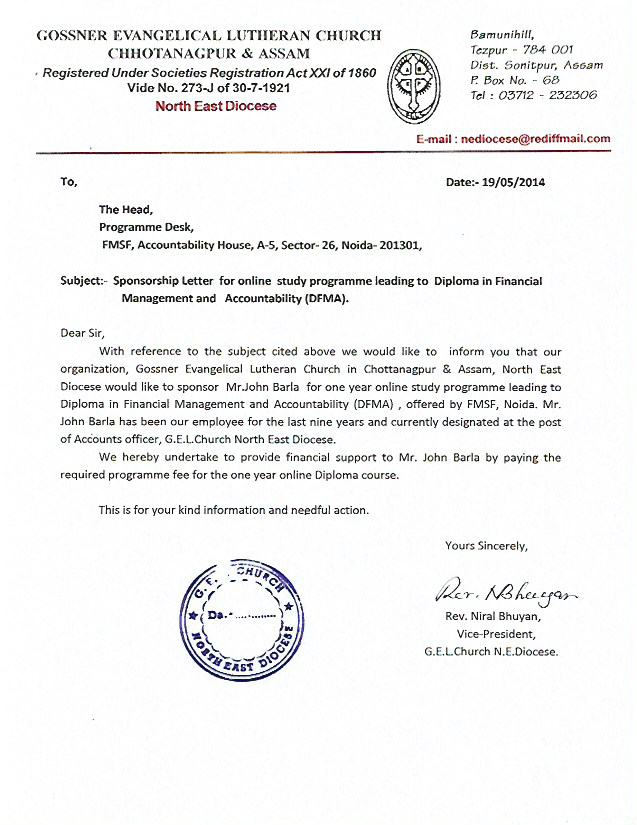 GOSSNER EVANGELICAL LUTHERAN CHURCH
CHHOTANAGPUR & ASSAM
Registered Under Societies Registration Act XXI of 1860
Vide No. 273-J of 30-7-1921
North East Diocese
Bamunihill,
Tezpur - 784 001
Dist. Sonitpur, Assam
P. Box No. - 68
Tel : 03712 - 232306
E-mail : nediocese@rediffmail.com
To,
Date:- 19/05/2014
The Head,
Programme Desk,
FMSF, Accountability House, A-5, Sector- 26, Noida- 201301,
Subject:- Sponsorship Letter for online study programme leading to Diploma in Financial
Management and Accountability (DFMA).
Dear Sir,
With reference to the subject cited above we would like to inform you that our
organization, Gossner Evangelical Lutheran Church in Chottanagpur & Assam, North East
Diocese would like to sponsor Mr.John Barla for one year online study programme leading to
Diploma in Financial Management and Accountability (DFMA) , offered by FMSF, Noida. Mr.
John Barla has been our employee for the last nine years and currently designated at the post
of Accounts officer, G.E.L.Church North East Diocese.
We hereby undertake to provide financial support to Mr. John Barla by paying the
required programme fee for the one year online Diploma course.
This is for your kind information and needful action.
Yours Sincerely,
Rev. NBhuyan
Rev. Niral Bhuyan,
Vice-President,
G.E.L.Church N.E.Diocese.
G.E. CHURCH
Da.- ............
NORTH EAST DIOCESE